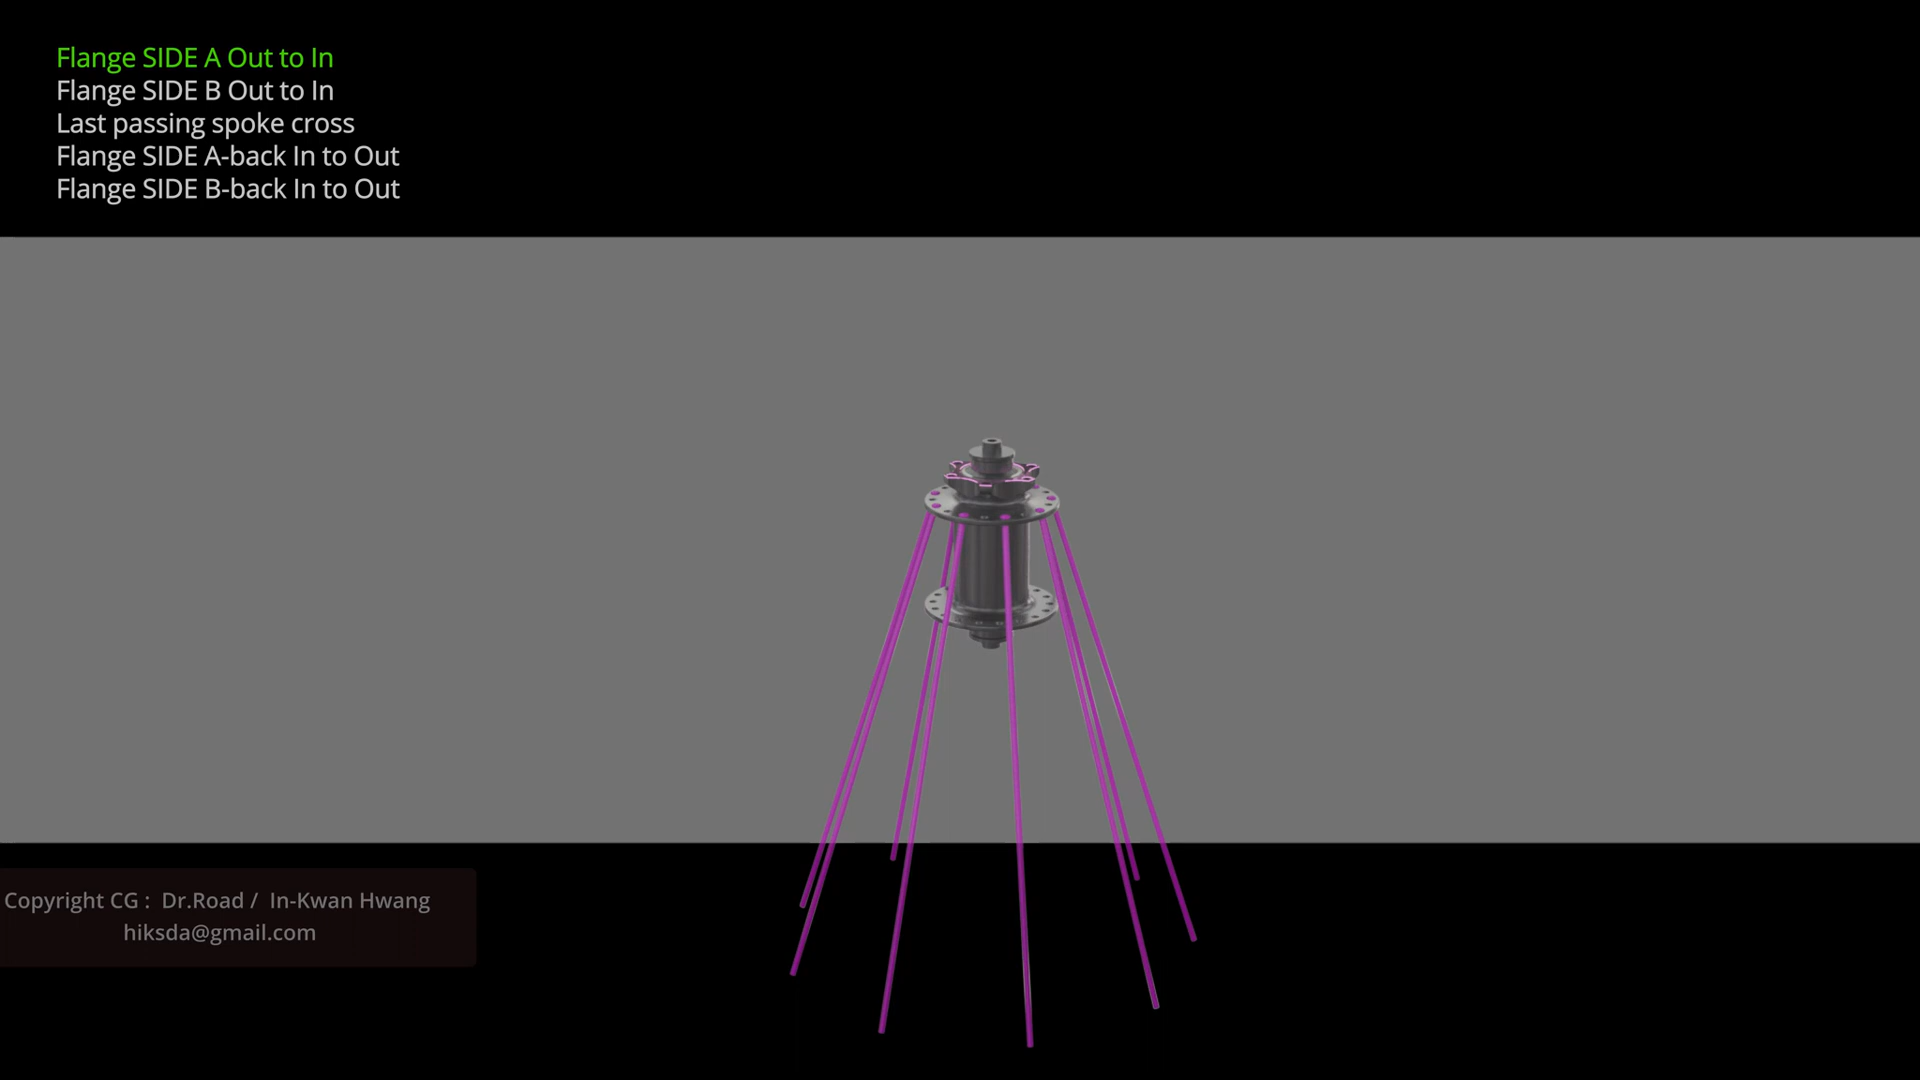 Flange SIDE A Out to In
Flange SIDE B Out to In
Last passing spoke cross
Flange SIDE A-back In to Out
Flange SIDE B-back In to Out
Copyright CG : Dr.Road / In-Kwan Hwang
hiksda@gmail.com